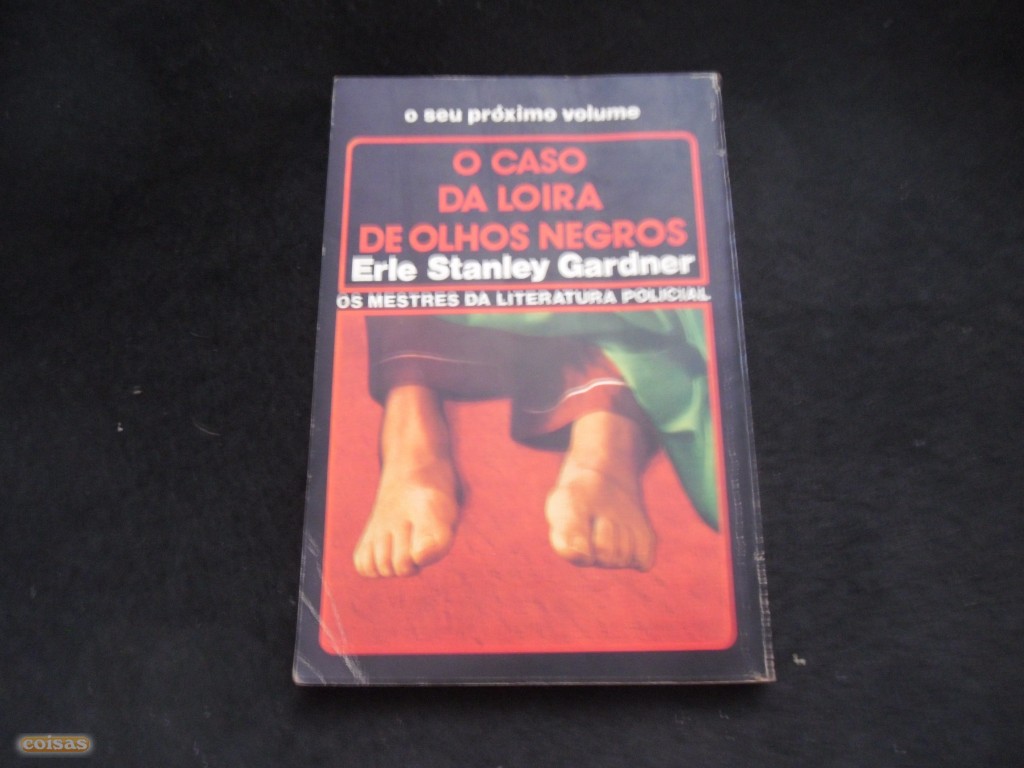 o seu próximo volume
O CASO
DA LOIRA
DE OLHOS NEGROS
Erle Stanley Gardner
OS MESTRES DA LITERATURA POLICIAL
coisas